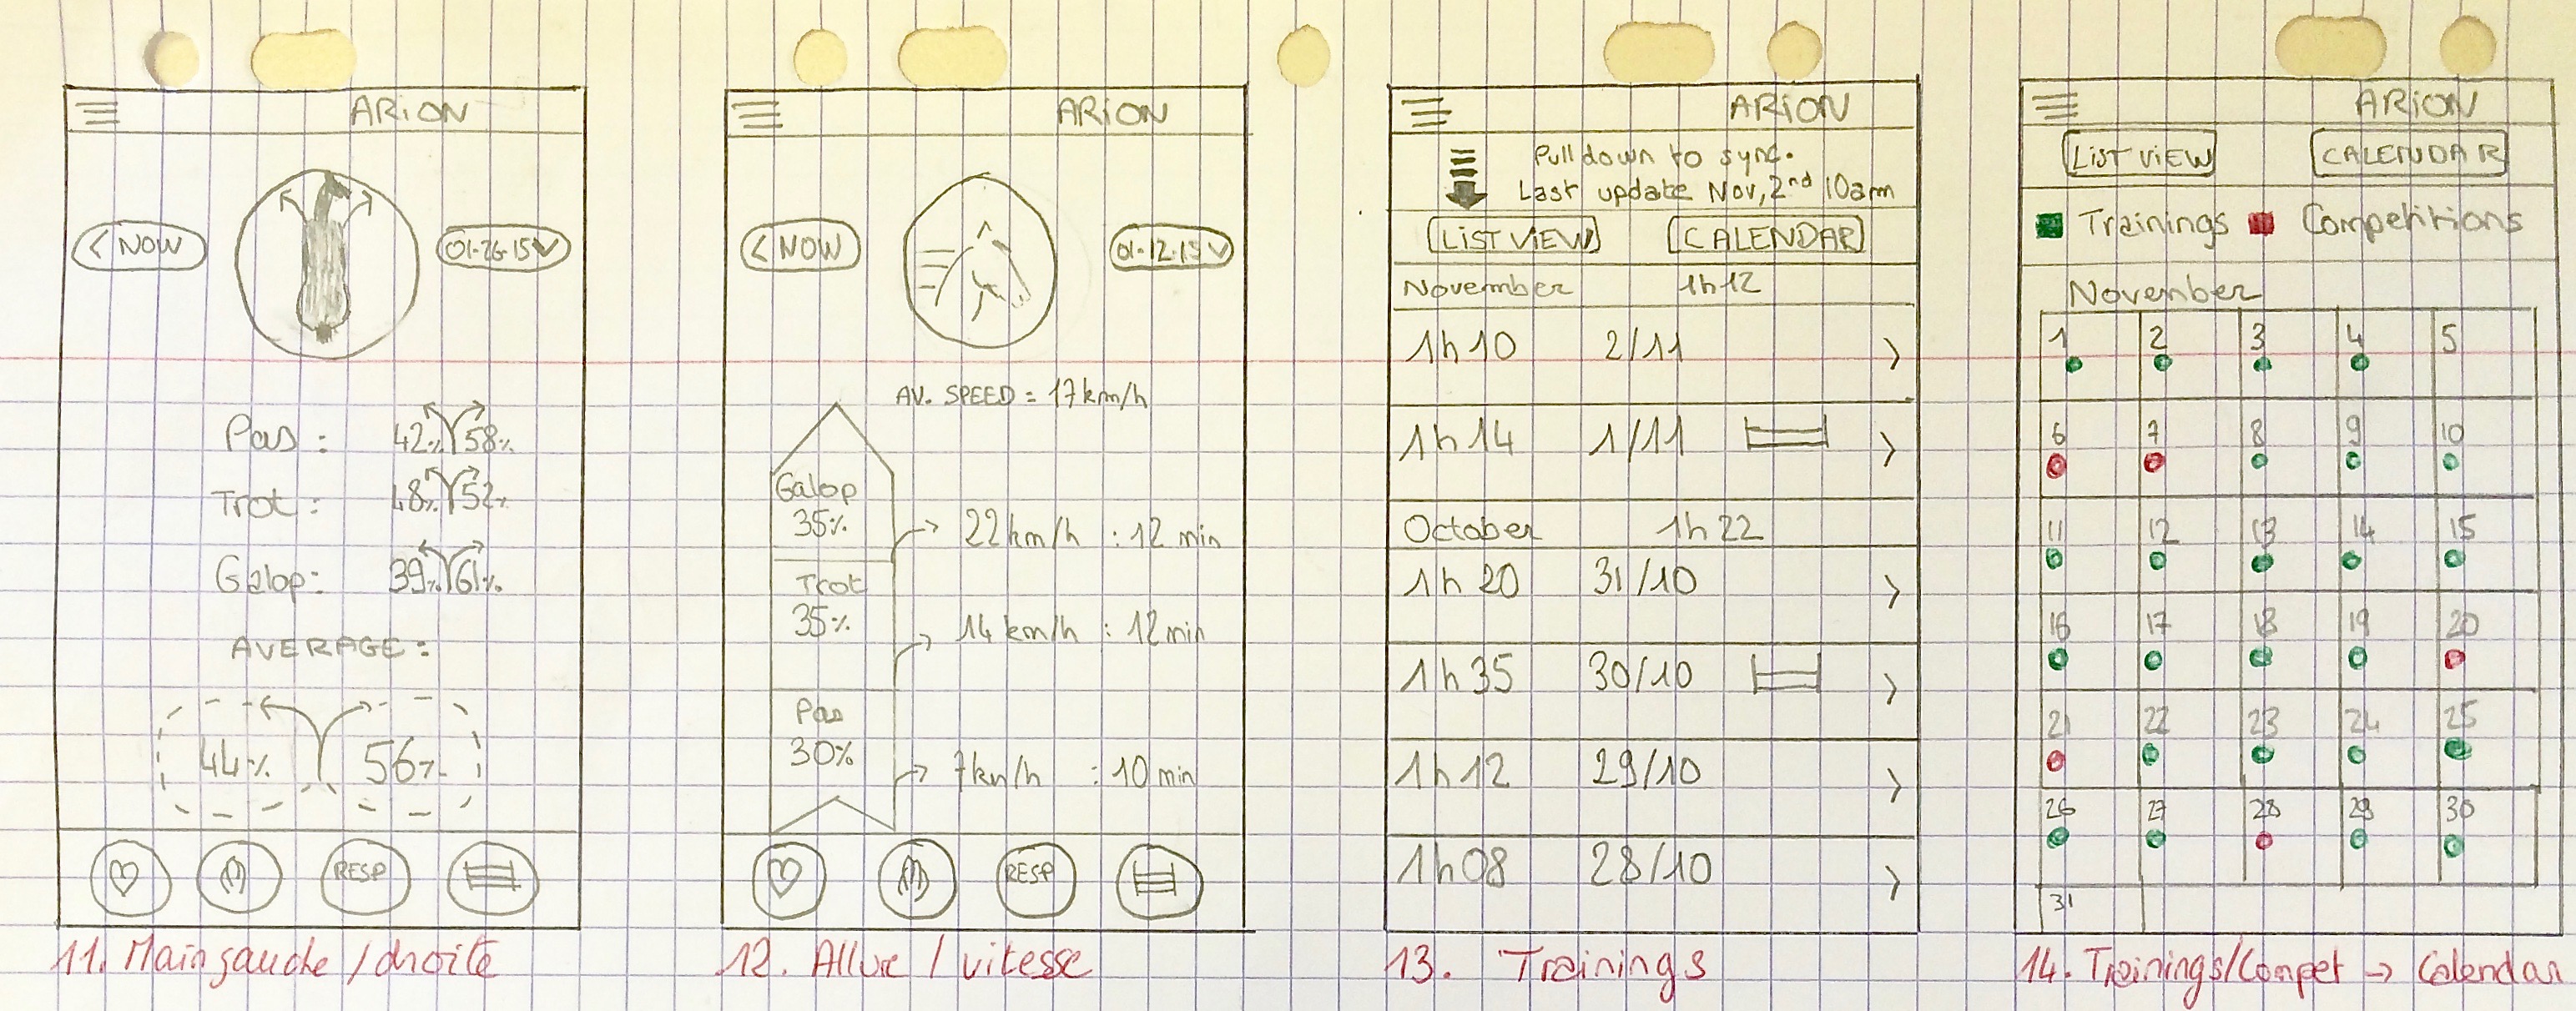 ARION
< NOW
01-26-15
Pas : 42% 58%
Trot : 48% 52%
Galop: 39% 61%
AVERAGE :
44% 56%
RESP
11. Main gauche / droite
ARION
< NOW
01-12-15
AV. SPEED = 17km/h
Galop
35%
22km/h : 12 min
Trot
35%
14 km/h : 12 min
Pas
30%
7km/h : 10 min
RESP
12. Allure / vitesse
ARION
Pull down to sync.
Last update Nov, 2nd 10am
LIST VIEW CALENDAR
November 1h12
1h10 2/11 >
1h14 1/11 >
October 1h22
1h20 31/10 >
1h35 30/10 >
1h12 29/10 >
1h08 28/10 >
13. Trainings
ARION
LIST VIEW CALENDAR
Trainings Competitions
November
1 2 3 4 5
6 7 8 9 10
11 12 13 14 15
16 17 18 19 20
21 22 23 24 25
26 27 28 29 30
31
14. Trainings/Compet → Calendar